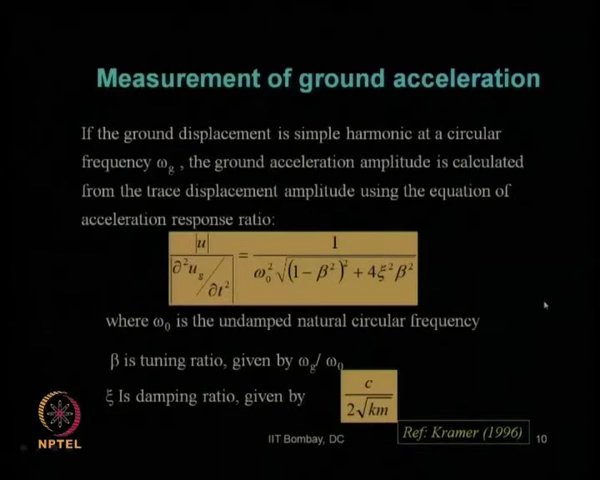 Measurement of ground acceleration
If the ground displacement is simple harmonic at a circular
frequency ω_g , the ground acceleration amplitude is calculated
from the trace displacement amplitude using the equation of
acceleration response ratio:
|u| / |∂²u_g/∂t²| = 1 / (ω₀² √((1 − β²)² + 4ξ²β²))
where ω₀ is the undamped natural circular frequency
β is tuning ratio, given by ω_g/ ω₀
ξ Is damping ratio, given by c / (2√km)
NPTEL
IIT Bombay, DC
Ref: Kramer (1996)
10